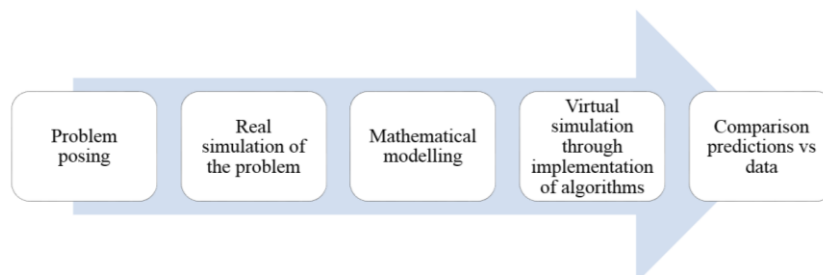 Problem
posing
Real
simulation of
the problem
Mathematical
modelling
Virtual
simulation
through
implementation
of algorithms
Comparison
predictions vs
data